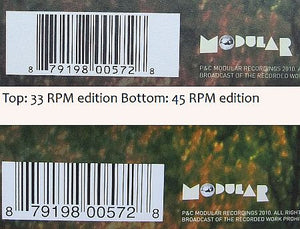 MODULAR
8 79198 00572 8
P&C MODULAR RECORDINGS 2010. A
BROADCAST OF THE RECORDED WORK
Top: 33 RPM edition Bottom: 45 RPM edition
MODULAR
8 79198 00572 8
P&C MODULAR RECORDINGS 2010. ALL RIGHT
BROADCAST OF THE RECORDED WORK PROHI